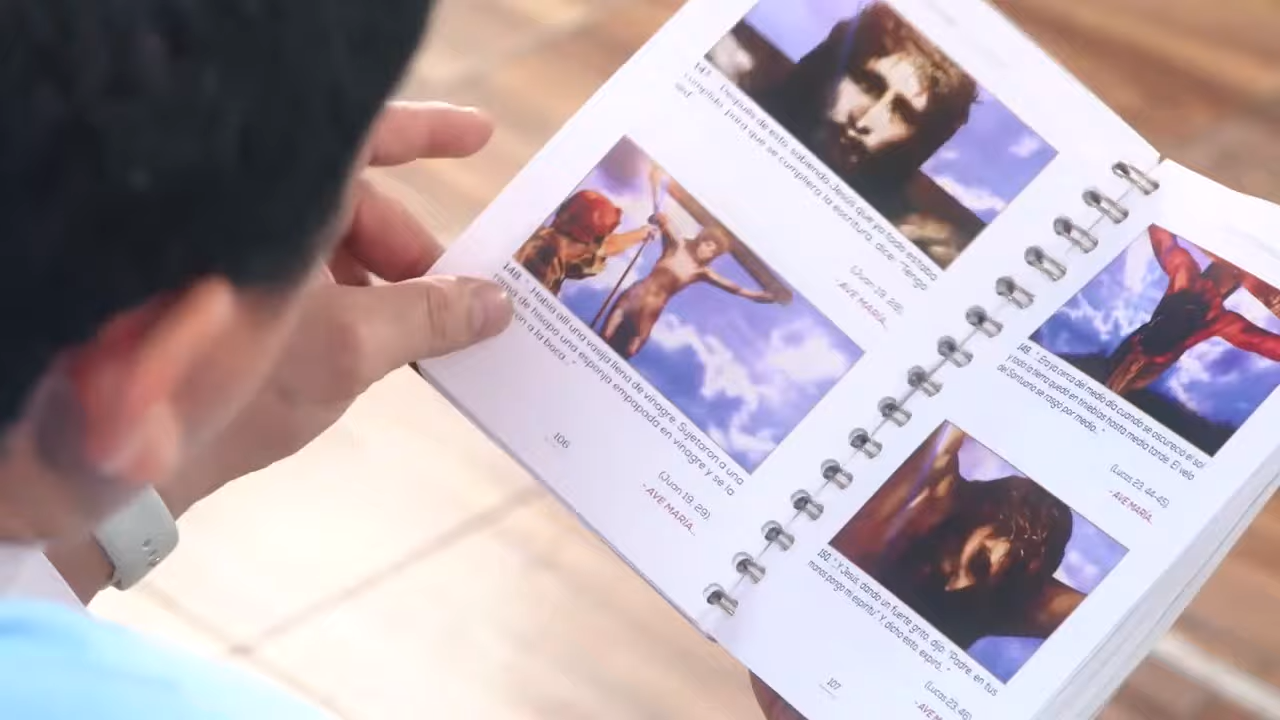 147. Después de esto, sabiendo Jesús que ya todo estaba
cumplido, para que se cumpliera la escritura, dice: "Tengo
sed".
(Juan 19, 28).
- AVE MARÍA...
148. " Había allí una vasija llena de vinagre. Sujetaron a una
rama de hisopo una esponja empapada en vinagre y se la
a la boca... "
(Juan 19, 29).
- AVE MARÍA...
106
149. " Era ya cerca del medio día cuando se oscureció el sol
y toda la tierra quedó en tinieblas hasta media tarde. El velo
del Santuario se rasgó por medio... "
(Lucas 23, 44-45)
- AVE MARÍA...
150. " Y Jesús, dando un fuerte grito, dijo: "Padre, en tus
manos pongo mi espíritu". Y, dicho esto, expiró... "
(Lucas 23, 46)
- AVE M
107